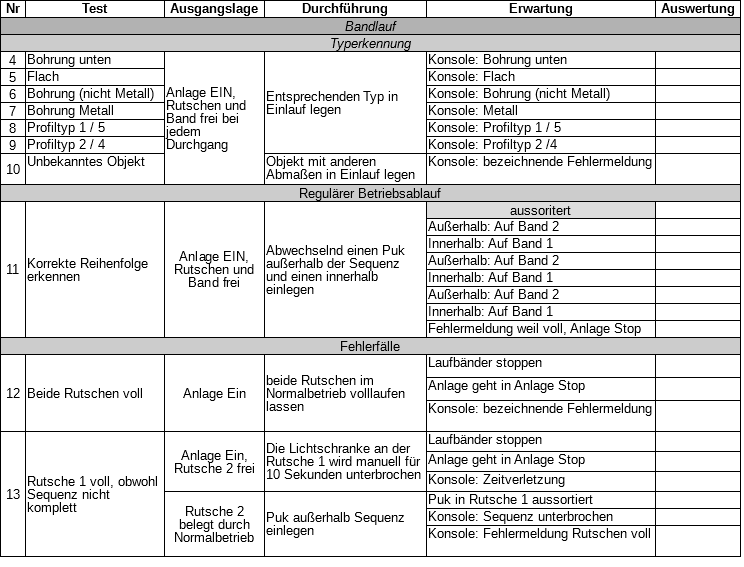 Nr Test Ausgangslage Durchführung Erwartung Auswertung
Bandlauf
Typerkennung
4 Bohrung unten Konsole: Bohrung unten
5 Flach Konsole: Flach
6 Bohrung (nicht Metall) Konsole: Bohrung (nicht Metall)
7 Bohrung Metall Konsole: Metall
8 Profiltyp 1 / 5 Konsole: Profiltyp 1 / 5
9 Profiltyp 2 / 4 Konsole: Profiltyp 2 /4
Anlage EIN,
Rutschen und
Band frei bei
jedem
Durchgang
Entsprechenden Typ in
Einlauf legen
10 Unbekanntes Objekt
Objekt mit anderen
Abmaßen in Einlauf legen
Konsole: bezeichnende Fehlermeldung
Regulärer Betriebsablauf
11
Korrekte Reihenfolge
erkennen
Anlage EIN,
Rutschen und
Band frei
Abwechselnd einen Puk
außerhalb der Sequenz
und einen innerhalb
einlegen
aussoritert
Außerhalb: Auf Band 2
Innerhalb: Auf Band 1
Außerhalb: Auf Band 2
Innerhalb: Auf Band 1
Außerhalb: Auf Band 2
Innerhalb: Auf Band 1
Fehlermeldung weil voll, Anlage Stop
Fehlerfälle
12 Beide Rutschen voll Anlage Ein
beide Rutschen im
Normalbetrieb volllaufen
lassen
Laufbänder stoppen
Anlage geht in Anlage Stop
Konsole: bezeichnende Fehlermeldung
13
Rutsche 1 voll, obwohl
Sequenz nicht
komplett
Anlage Ein,
Rutsche 2 frei
Die Lichtschranke an der
Rutsche 1 wird manuell für
10 Sekunden unterbrochen
Laufbänder stoppen
Anlage geht in Anlage Stop
Konsole: Zeitverletzung
Rutsche 2
belegt durch
Normalbetrieb
Puk außerhalb Sequenz
einlegen
Puk in Rutsche 1 aussortiert
Konsole: Sequenz unterbrochen
Konsole: Fehlermeldung Rutschen voll